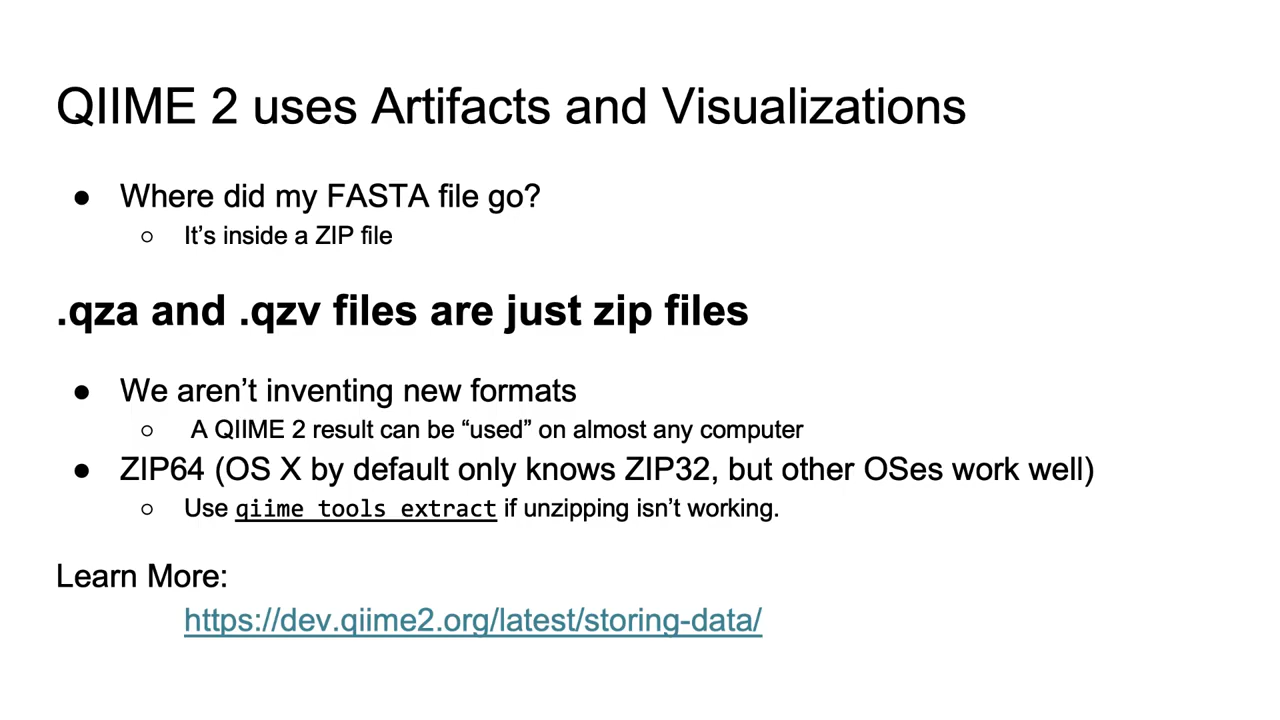 QIIME 2 uses Artifacts and Visualizations
● Where did my FASTA file go?
○ It’s inside a ZIP file
.qza and .qzv files are just zip files
● We aren’t inventing new formats
○ A QIIME 2 result can be “used” on almost any computer
● ZIP64 (OS X by default only knows ZIP32, but other OSes work well)
○ Use qiime tools extract if unzipping isn’t working.
Learn More:
https://dev.qiime2.org/latest/storing-data/